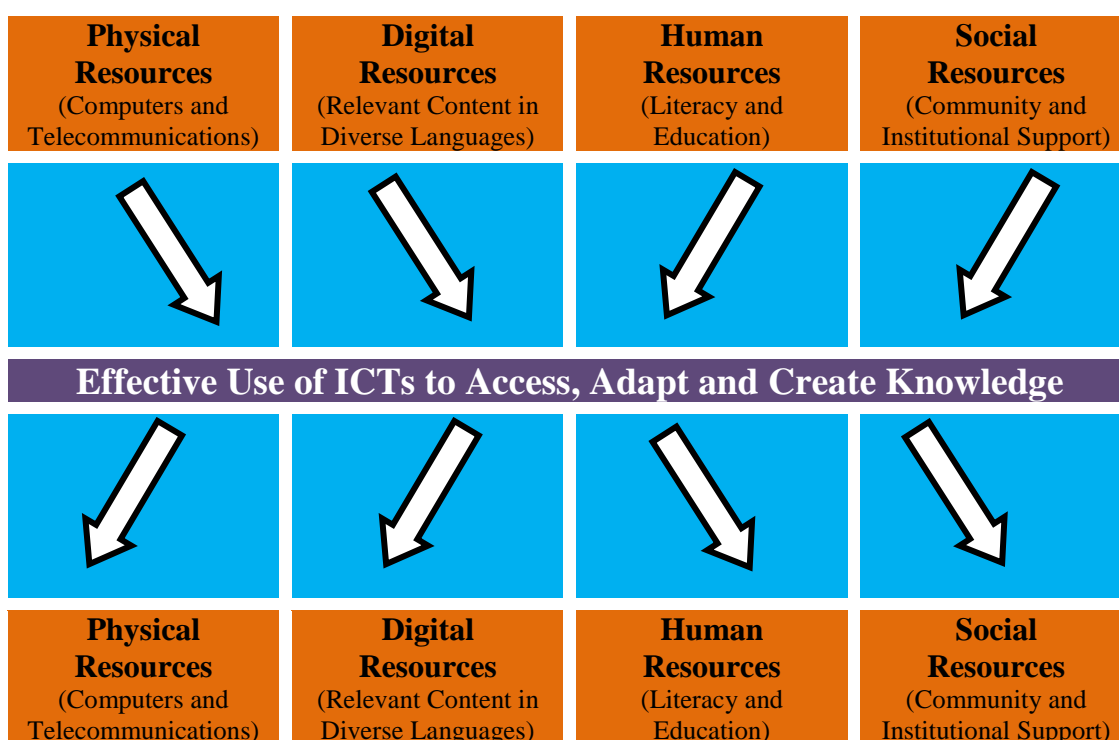 Physical
Resources
(Computers and
Telecommunications)
Digital
Resources
(Relevant Content in
Diverse Languages)
Human
Resources
(Literacy and
Education)
Social
Resources
(Community and
Institutional Support)
Effective Use of ICTs to Access, Adapt and Create Knowledge
Physical
Resources
(Computers and
Telecommunications)
Digital
Resources
(Relevant Content in
Diverse Languages)
Human
Resources
(Literacy and
Education)
Social
Resources
(Community and
Institutional Support)